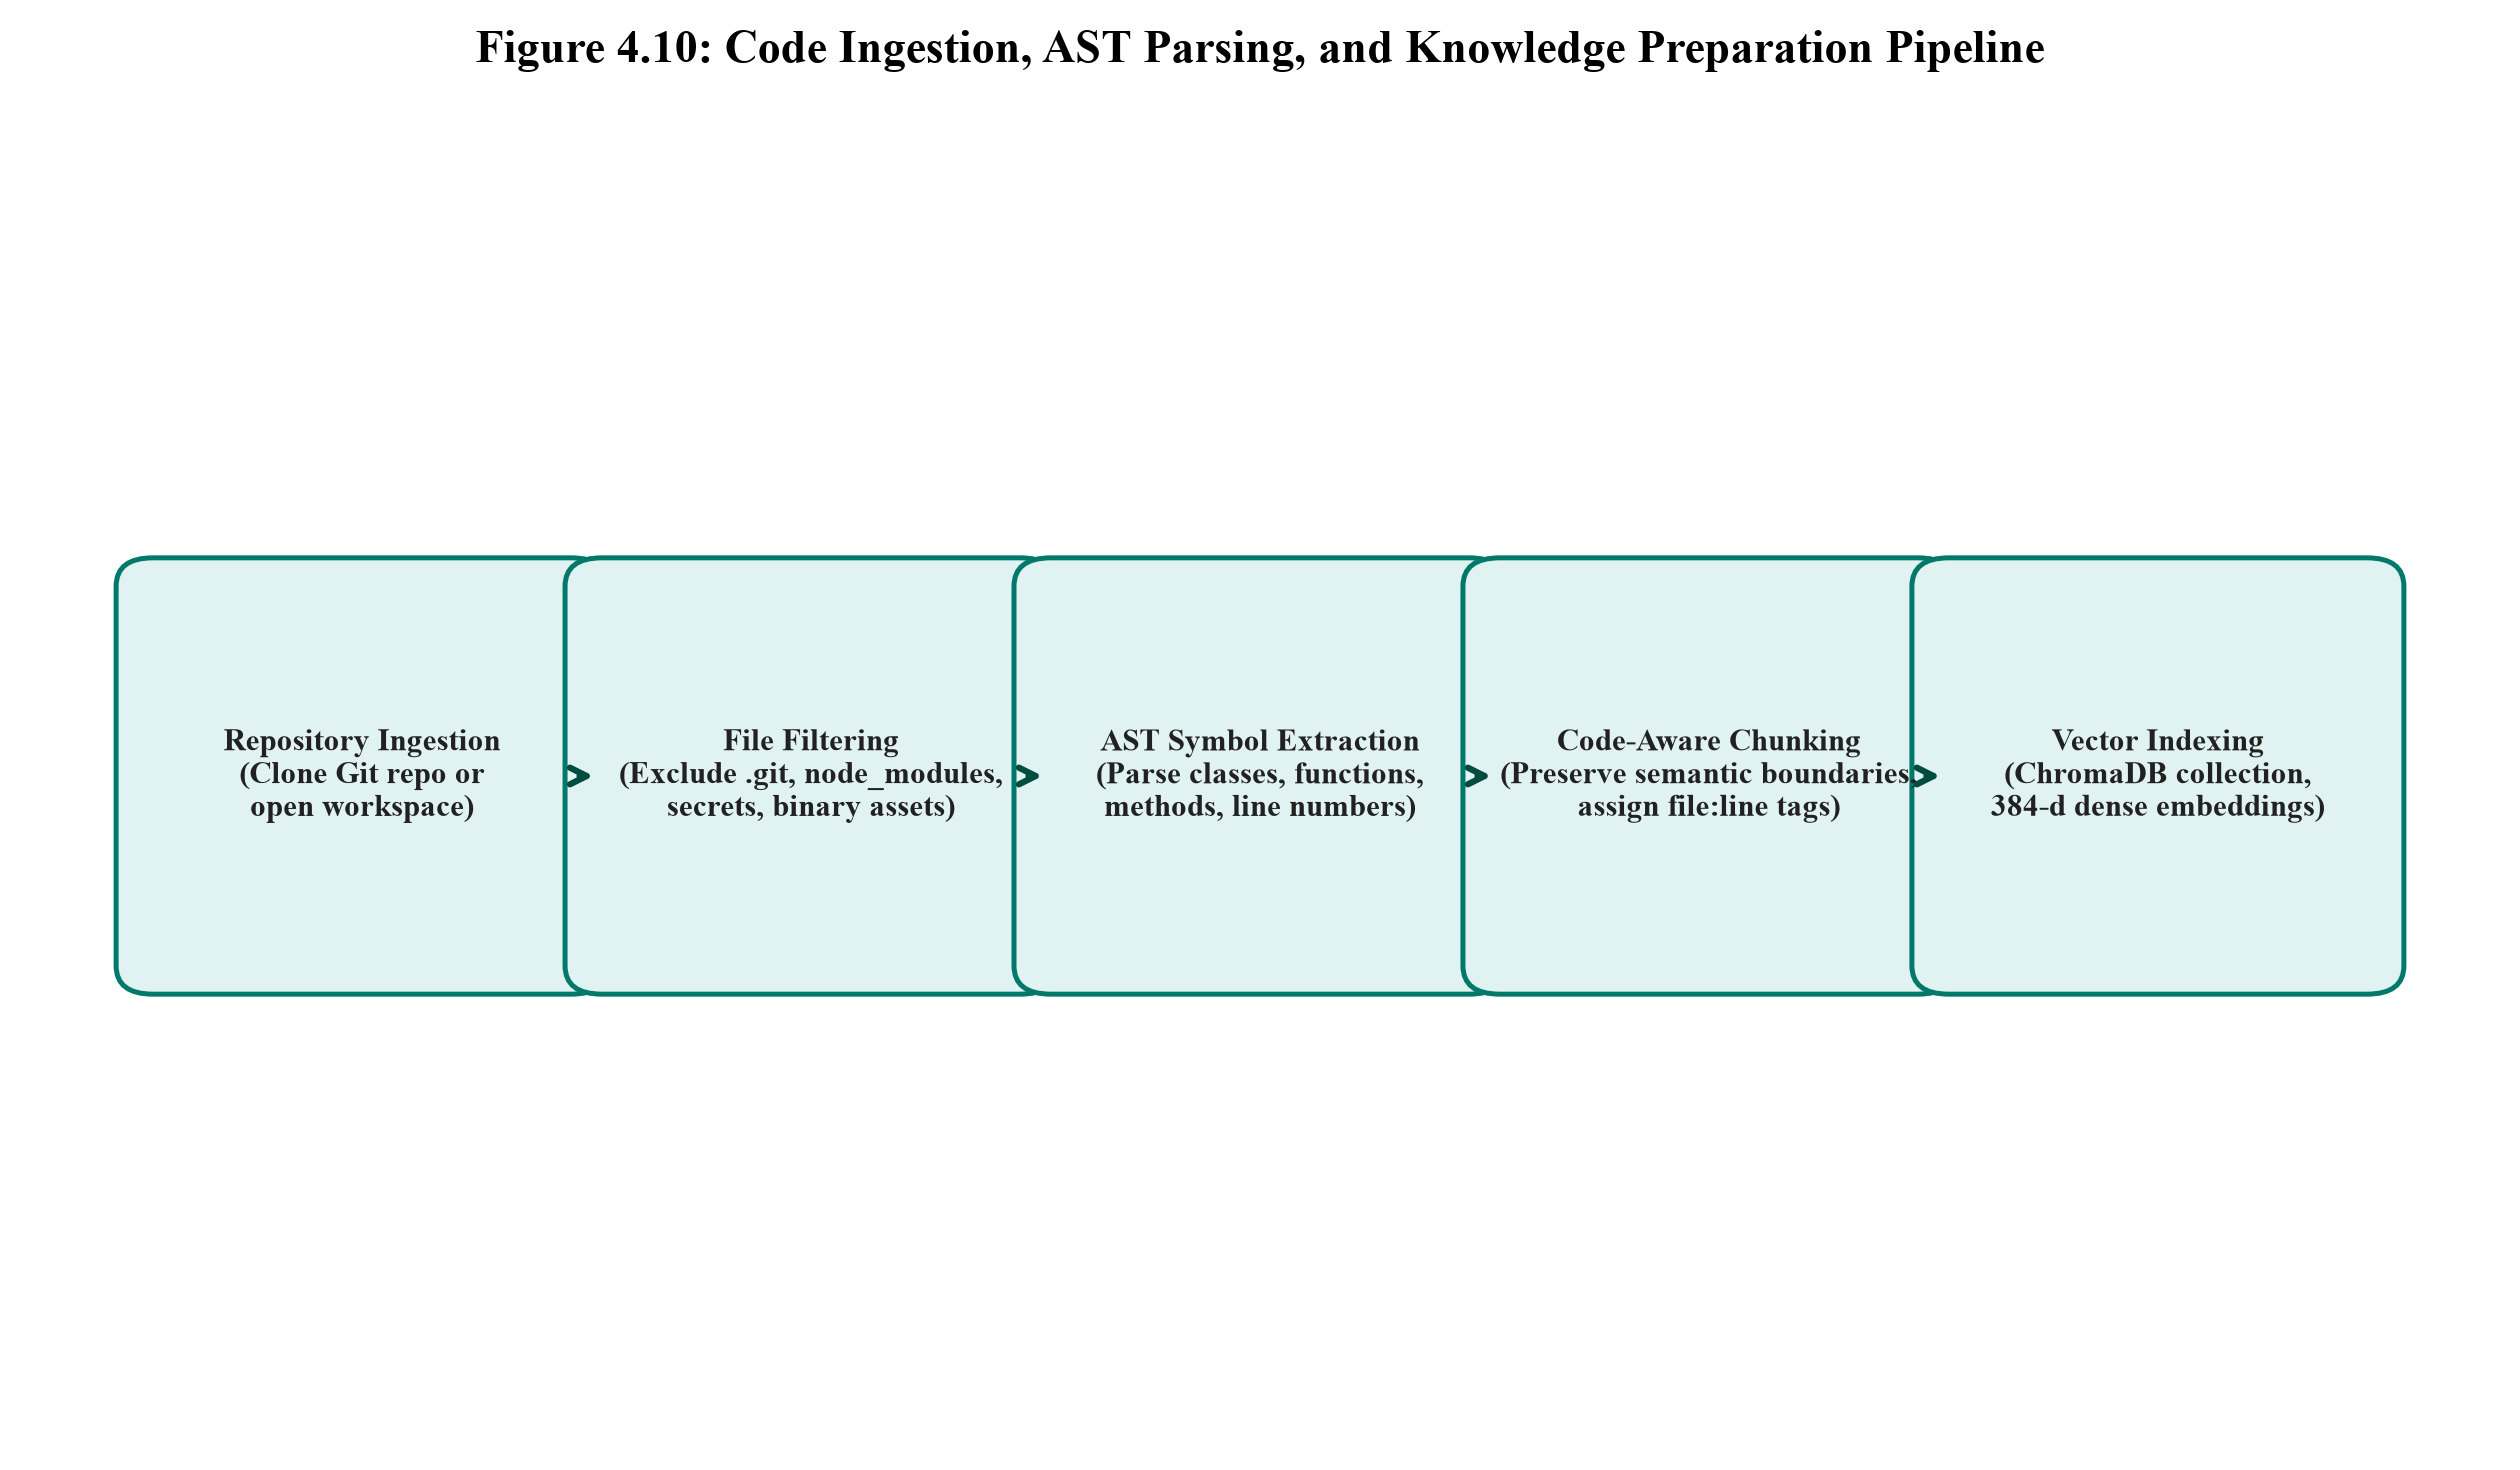 Figure 4.10: Code Ingestion, AST Parsing, and Knowledge Preparation Pipeline
Repository Ingestion
(Clone Git repo or
open workspace)
File Filtering
(Exclude .git, node_modules,
secrets, binary assets)
AST Symbol Extraction
(Parse classes, functions,
methods, line numbers)
Code-Aware Chunking
(Preserve semantic boundaries,
assign file:line tags)
Vector Indexing
(ChromaDB collection,
384-d dense embeddings)